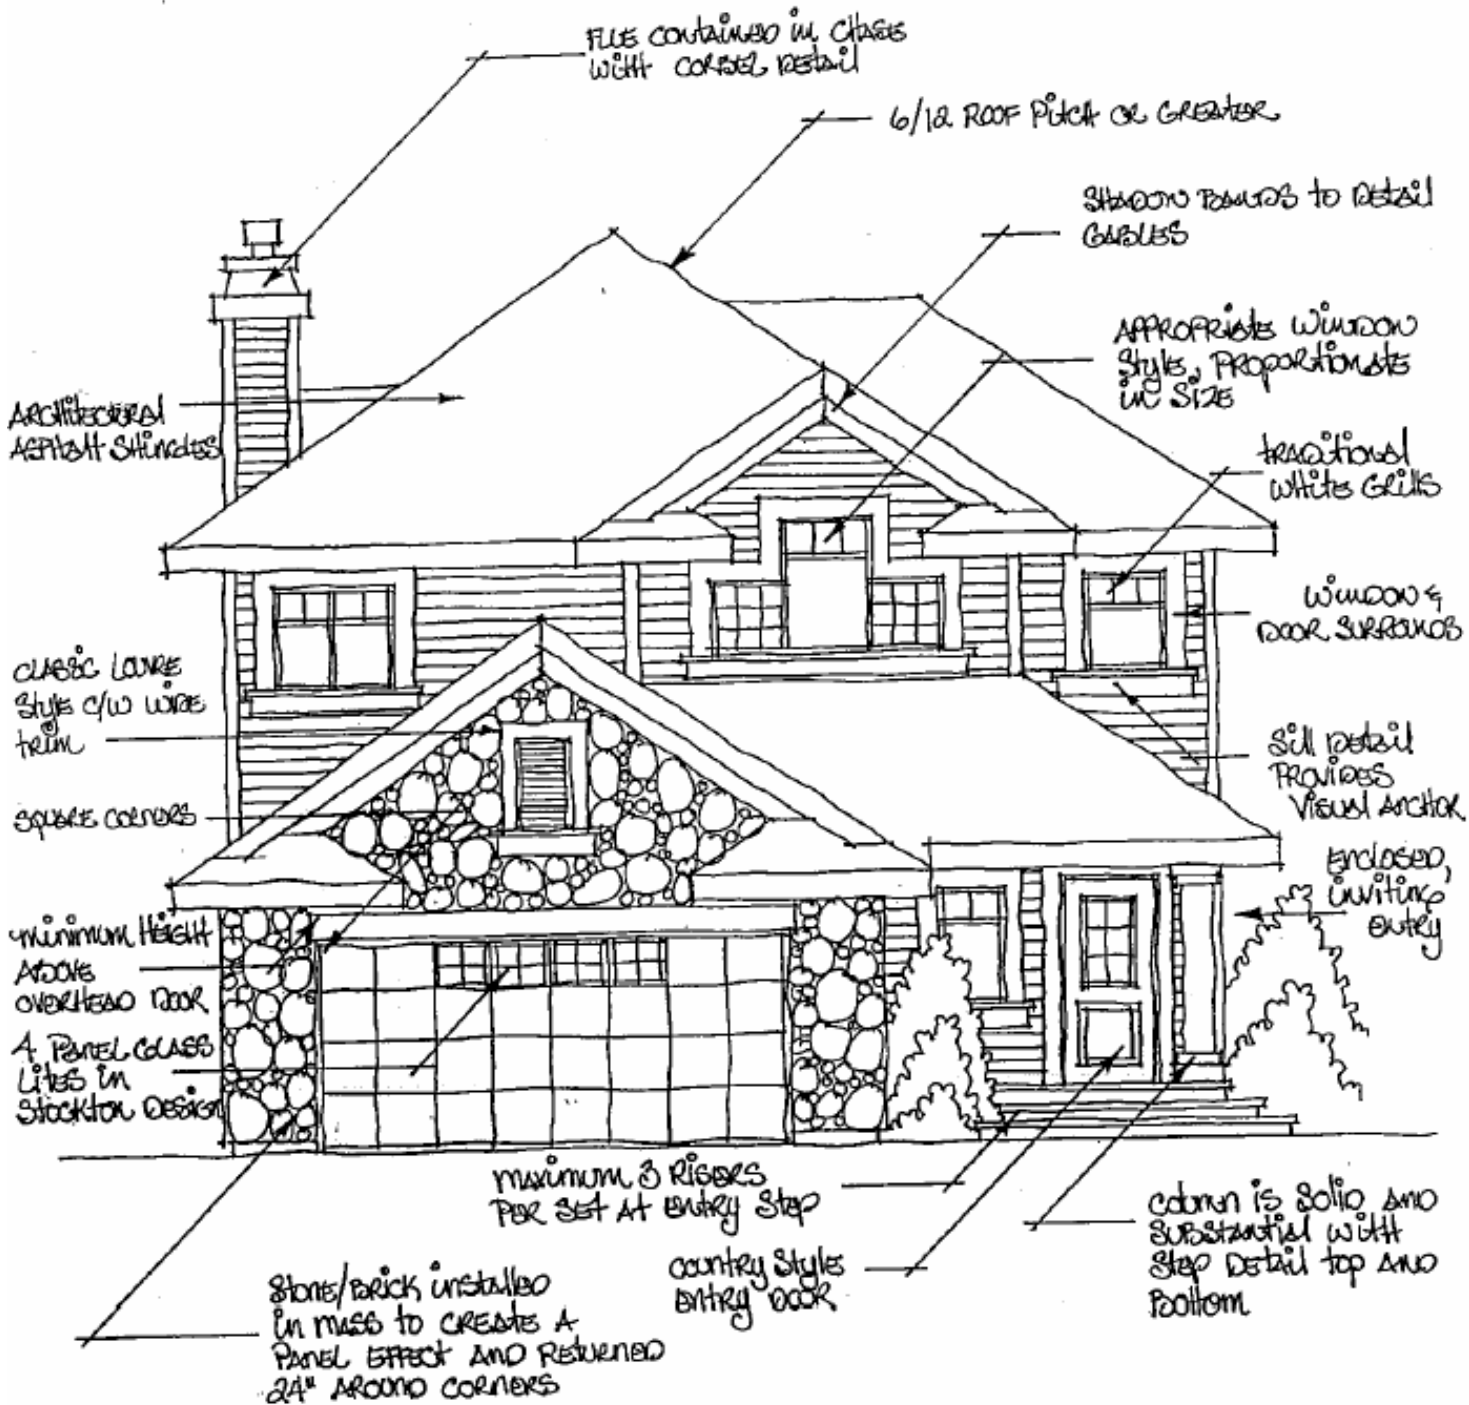 FLUE CONTAINED IN CHASE
WITH CORBEL DETAIL
6/12 ROOF PITCH OR GREATER
SHADOW BANDS TO DETAIL
GABLES
APPROPRIATE WINDOW
STYLE, PROPORTIONATE
IN SIZE
ARCHITECTURAL
ASPHALT SHINGLES
TRADITIONAL
WHITE GRILLS
WINDOW &
DOOR SURROUNDS
CLASSIC LOUVRE
STYLE C/W WIDE
TRIM
SILL DETAIL
PROVIDES
VISUAL ANCHOR
SQUARE CORNERS
ENCLOSED,
INVITING
ENTRY
MINIMUM HEIGHT
ABOVE
OVERHEAD DOOR
4 PANEL GLASS
LITES IN
STOCKTON DESIGN
MAXIMUM 3 RISERS
PER SET AT ENTRY STEP
COLUMN IS SOLID AND
SUBSTANTIAL WITH
STEP DETAIL TOP AND
BOTTOM
COUNTRY STYLE
ENTRY DOOR
STONE/BRICK INSTALLED
IN MASS TO CREATE A
PANEL EFFECT AND RETURNED
24" AROUND CORNERS